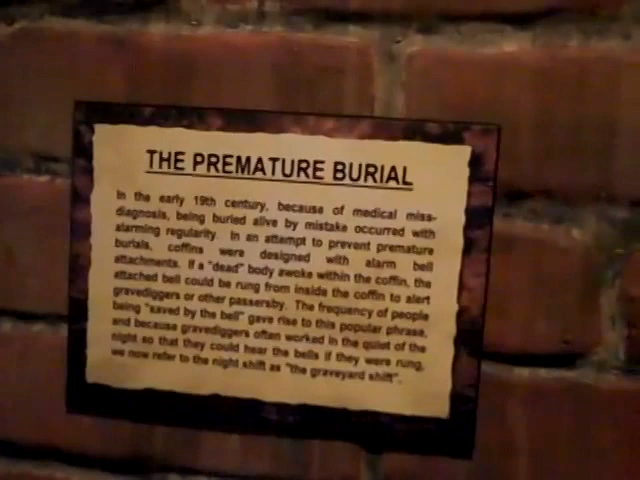 THE PREMATURE BURIAL
In the early 19th century, because of medical miss-
diagnosis, being buried alive by mistake occurred with
alarming regularity. In an attempt to prevent premature
burials, coffins were designed with alarm bell
attachments. If a "dead" body awoke within the coffin, the
attached bell could be rung from inside the coffin to alert
gravediggers or other passersby. The frequency of people
being "saved by the bell" gave rise to this popular phrase,
and because gravediggers often worked in the quiet of the
night so that they could hear the bells if they were rung,
we now refer to the night shift as "the graveyard shift".